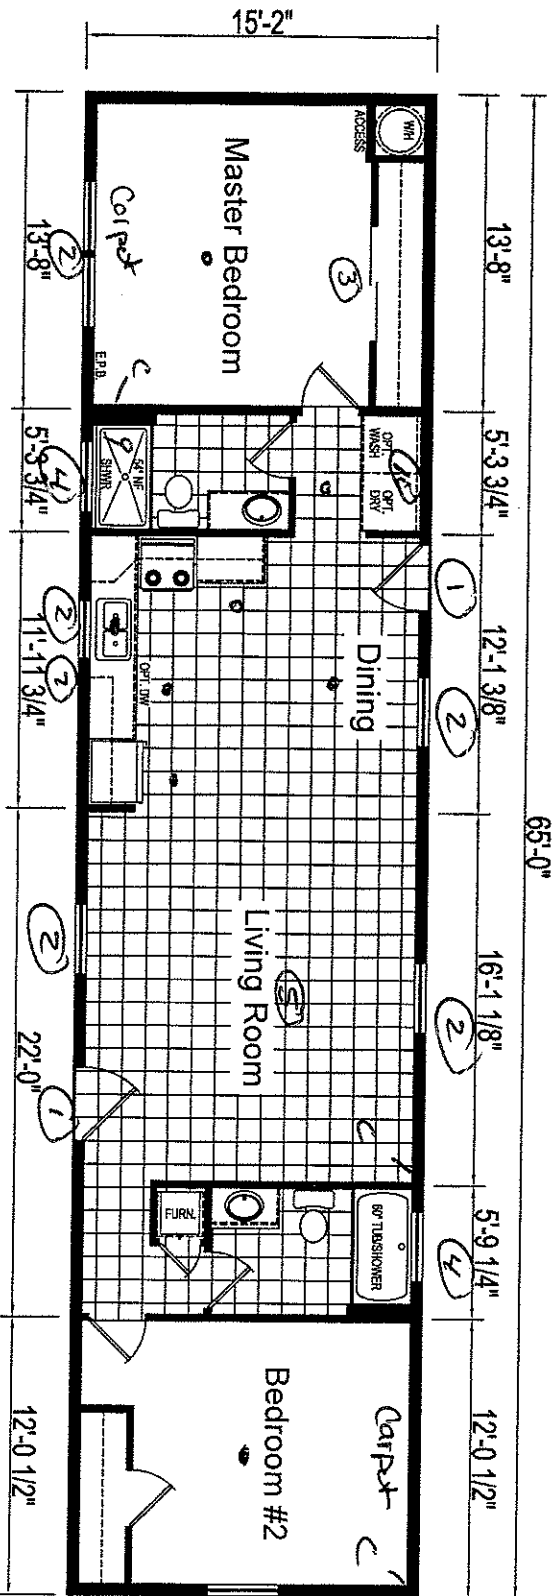 65'-0"
13'-8"
5'-3 3/4"
12'-1 3/8"
16'-1 1/8"
5'-9 1/4"
12'-0 1/2"
15'-2"
W/H
ACCESS
3
Master Bedroom
Carpet
C
E.P.B.
OPT. WASH
OPT. DRY
54" NF SHWR
1
Dining
2
OPT. DW
Living Room
5
2
C
60" TUB/SHOWER
4
FURN.
Bedroom #2
Carpet
C
2
4
2
2
2
1
13'-8"
5'-3 3/4"
11'-11 3/4"
22'-0"
12'-0 1/2"